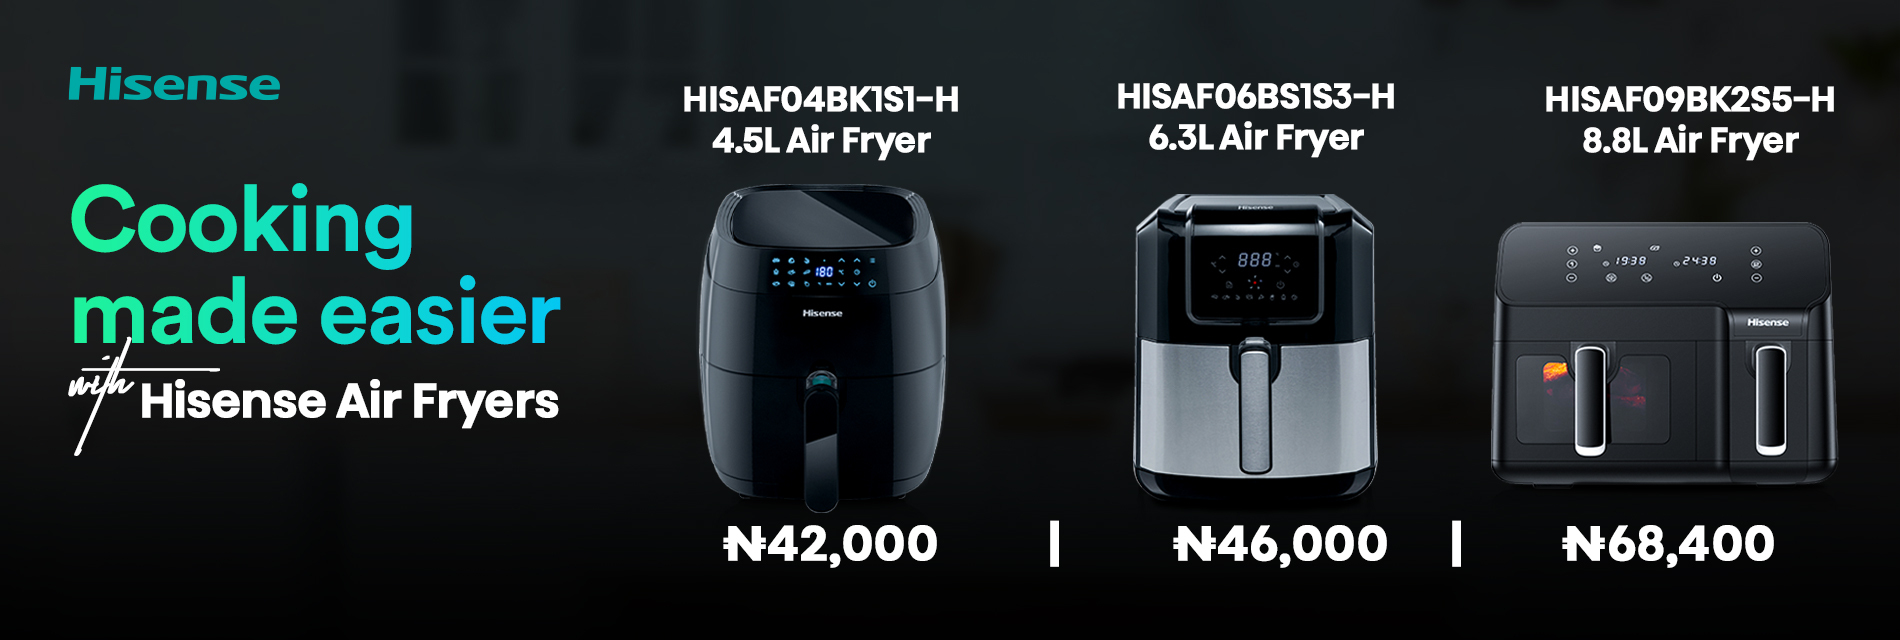 Hisense
Cooking
made easier
with Hisense Air Fryers
HISAF04BK1S1-H
4.5L Air Fryer
180
Hisense
₦42,000
|
HISAF06BS1S3-H
6.3L Air Fryer
Hisense
888
₦46,000
|
HISAF09BK2S5-H
8.8L Air Fryer
19:38 24:38
Hisense
₦68,400